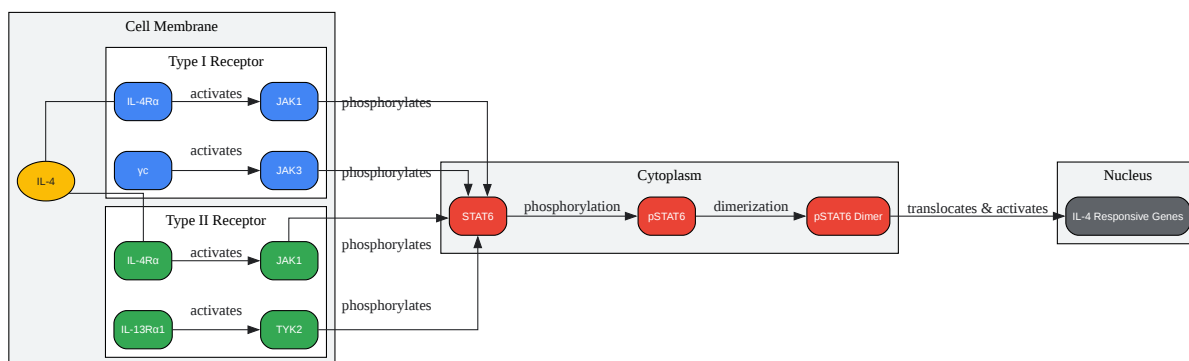 Cell Membrane
Type I Receptor
IL-4Rα
activates
JAK1
phosphorylates
γc
activates
JAK3
phosphorylates
IL-4
Type II Receptor
IL-4Rα
activates
JAK1
phosphorylates
IL-13Rα1
activates
TYK2
phosphorylates
Cytoplasm
STAT6
phosphorylation
pSTAT6
dimerization
pSTAT6 Dimer
translocates & activates
Nucleus
IL-4 Responsive Genes